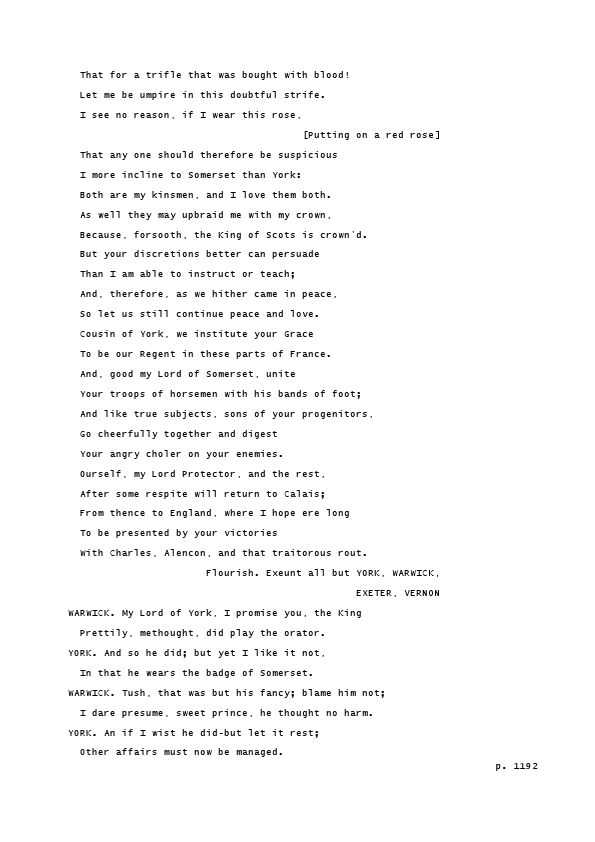 That for a trifle that was bought with blood!
Let me be umpire in this doubtful strife.
I see no reason, if I wear this rose,
[Putting on a red rose]
That any one should therefore be suspicious
I more incline to Somerset than York:
Both are my kinsmen, and I love them both.
As well they may upbraid me with my crown,
Because, forsooth, the King of Scots is crown'd.
But your discretions better can persuade
Than I am able to instruct or teach;
And, therefore, as we hither came in peace,
So let us still continue peace and love.
Cousin of York, we institute your Grace
To be our Regent in these parts of France.
And, good my Lord of Somerset, unite
Your troops of horsemen with his bands of foot;
And like true subjects, sons of your progenitors,
Go cheerfully together and digest
Your angry choler on your enemies.
Ourself, my Lord Protector, and the rest,
After some respite will return to Calais;
From thence to England, where I hope ere long
To be presented by your victories
With Charles, Alencon, and that traitorous rout.
Flourish. Exeunt all but YORK, WARWICK,
EXETER, VERNON
WARWICK. My Lord of York, I promise you, the King
Prettily, methought, did play the orator.
YORK. And so he did; but yet I like it not,
In that he wears the badge of Somerset.
WARWICK. Tush, that was but his fancy; blame him not;
I dare presume, sweet prince, he thought no harm.
YORK. An if I wist he did-but let it rest;
Other affairs must now be managed.
p. 1192